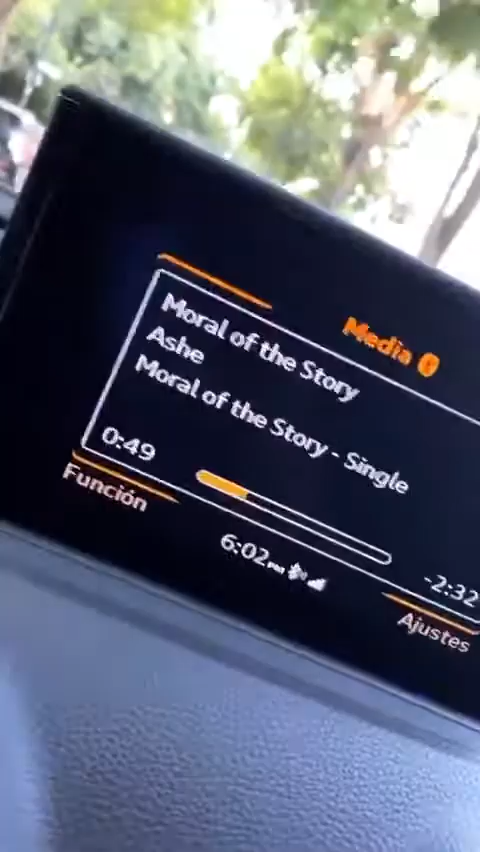 Media
Moral of the Story
Ashe
Moral of the Story - Single
0:49
-2:32
Función
6:02 PM
Ajustes